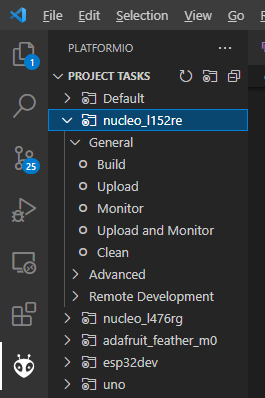 File Edit Selection View Go
PLATFORMIO
PROJECT TASKS
1
Default
nucleo_l152re
General
Build
25
Upload
Monitor
Upload and Monitor
Clean
Advanced
Remote Development
nucleo_l476rg
adafruit_feather_m0
esp32dev
uno